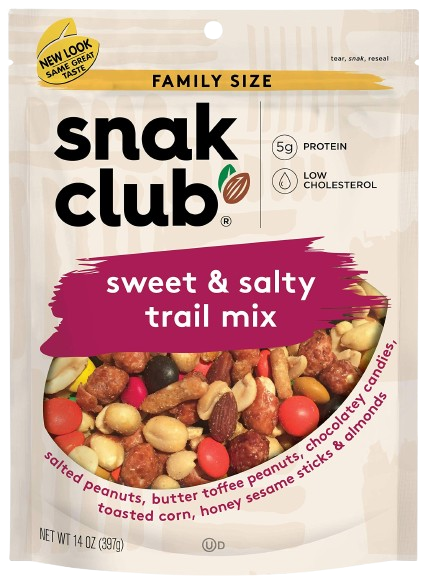 NEW LOOK
SAME GREAT
TASTE
tear, snak, reseal
FAMILY SIZE
snak
club®
5g PROTEIN
LOW
CHOLESTEROL
sweet & salty
trail mix
salted peanuts, butter toffee peanuts, chocolatey candies,
toasted corn, honey sesame sticks & almonds
NET WT 14 OZ (397g)
UD